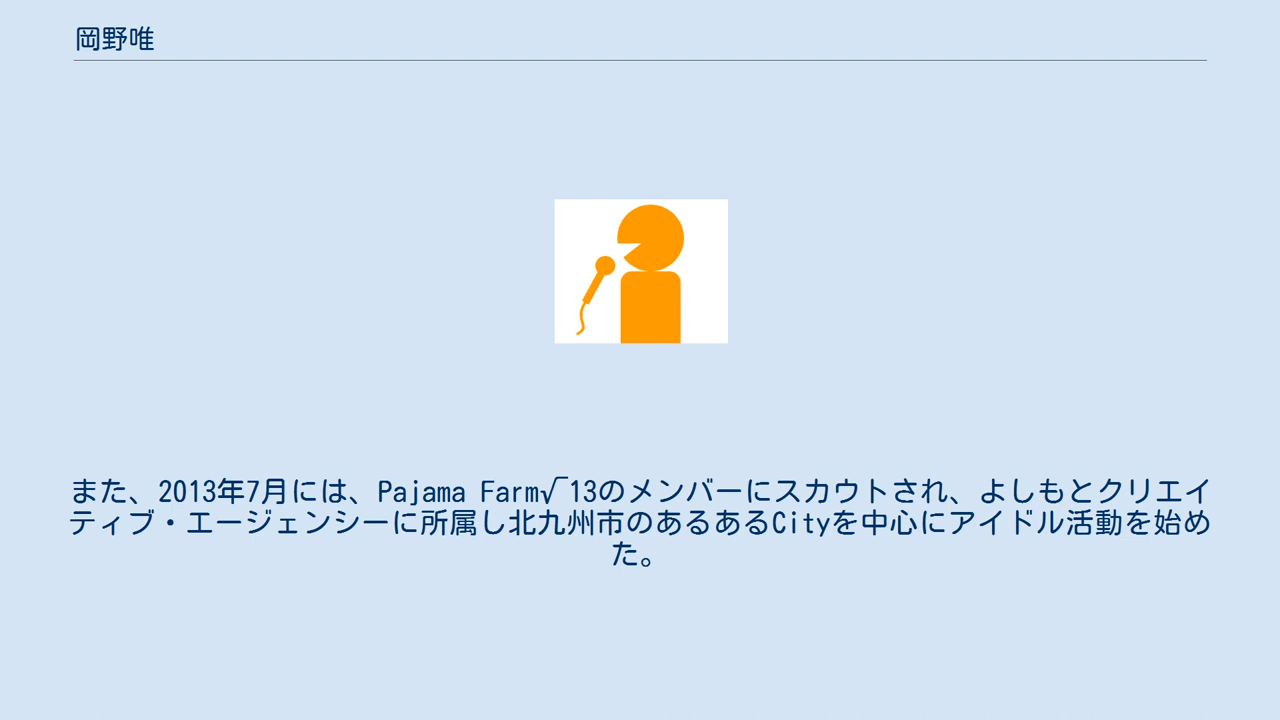 岡野唯
また、2013年7月には、Pajama Farm√13のメンバーにスカウトされ、よしもとクリエイ
ティブ・エージェンシーに所属し北九州市のあるあるCityを中心にアイドル活動を始め
た。